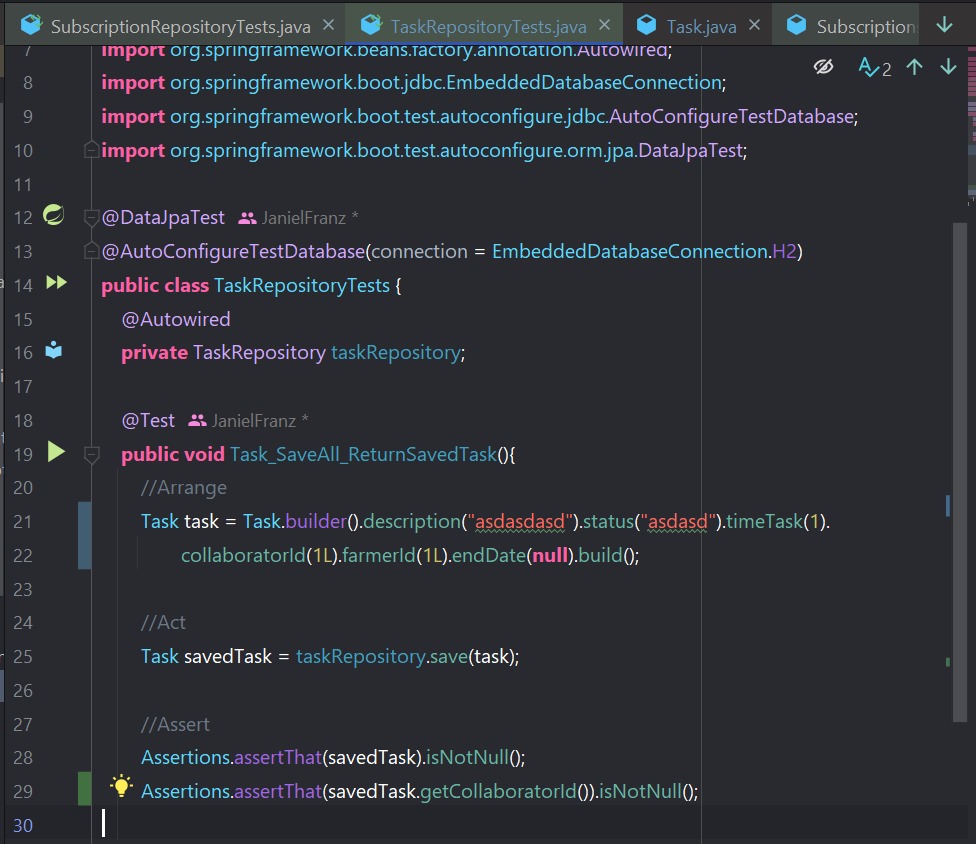 SubscriptionRepositoryTests.java
TaskRepositoryTests.java
Task.java
Subscription
2
7 import org.springframework.beans.factory.annotation.Autowired;
8 import org.springframework.boot.jdbc.EmbeddedDatabaseConnection;
9 import org.springframework.boot.test.autoconfigure.jdbc.AutoConfigureTestDatabase;
10 import org.springframework.boot.test.autoconfigure.orm.jpa.DataJpaTest;
11
12 @DataJpaTest JanielFranz *
13 @AutoConfigureTestDatabase(connection = EmbeddedDatabaseConnection.H2)
14 public class TaskRepositoryTests {
15 @Autowired
16 private TaskRepository taskRepository;
17
18 @Test JanielFranz *
19 public void Task_SaveAll_ReturnSavedTask(){
20 //Arrange
21 Task task = Task.builder().description("asdasdasd").status("asdasd").timeTask(1).
22 collaboratorId(1L).farmerId(1L).endDate(null).build();
23
24 //Act
25 Task savedTask = taskRepository.save(task);
26
27 //Assert
28 Assertions.assertThat(savedTask).isNotNull();
29 Assertions.assertThat(savedTask.getCollaboratorId()).isNotNull();
30